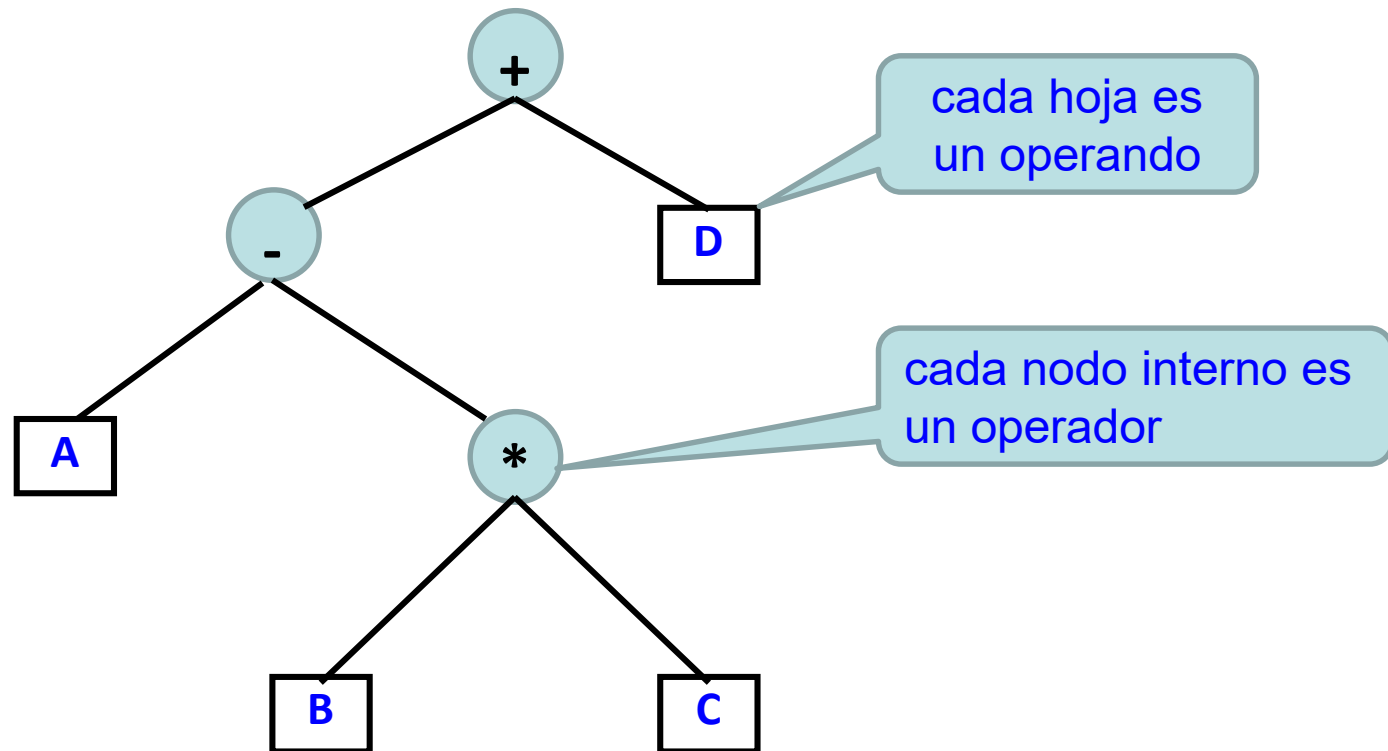 +
cada hoja es
un operando
-
D
cada nodo interno es
un operador
A
*
B
C